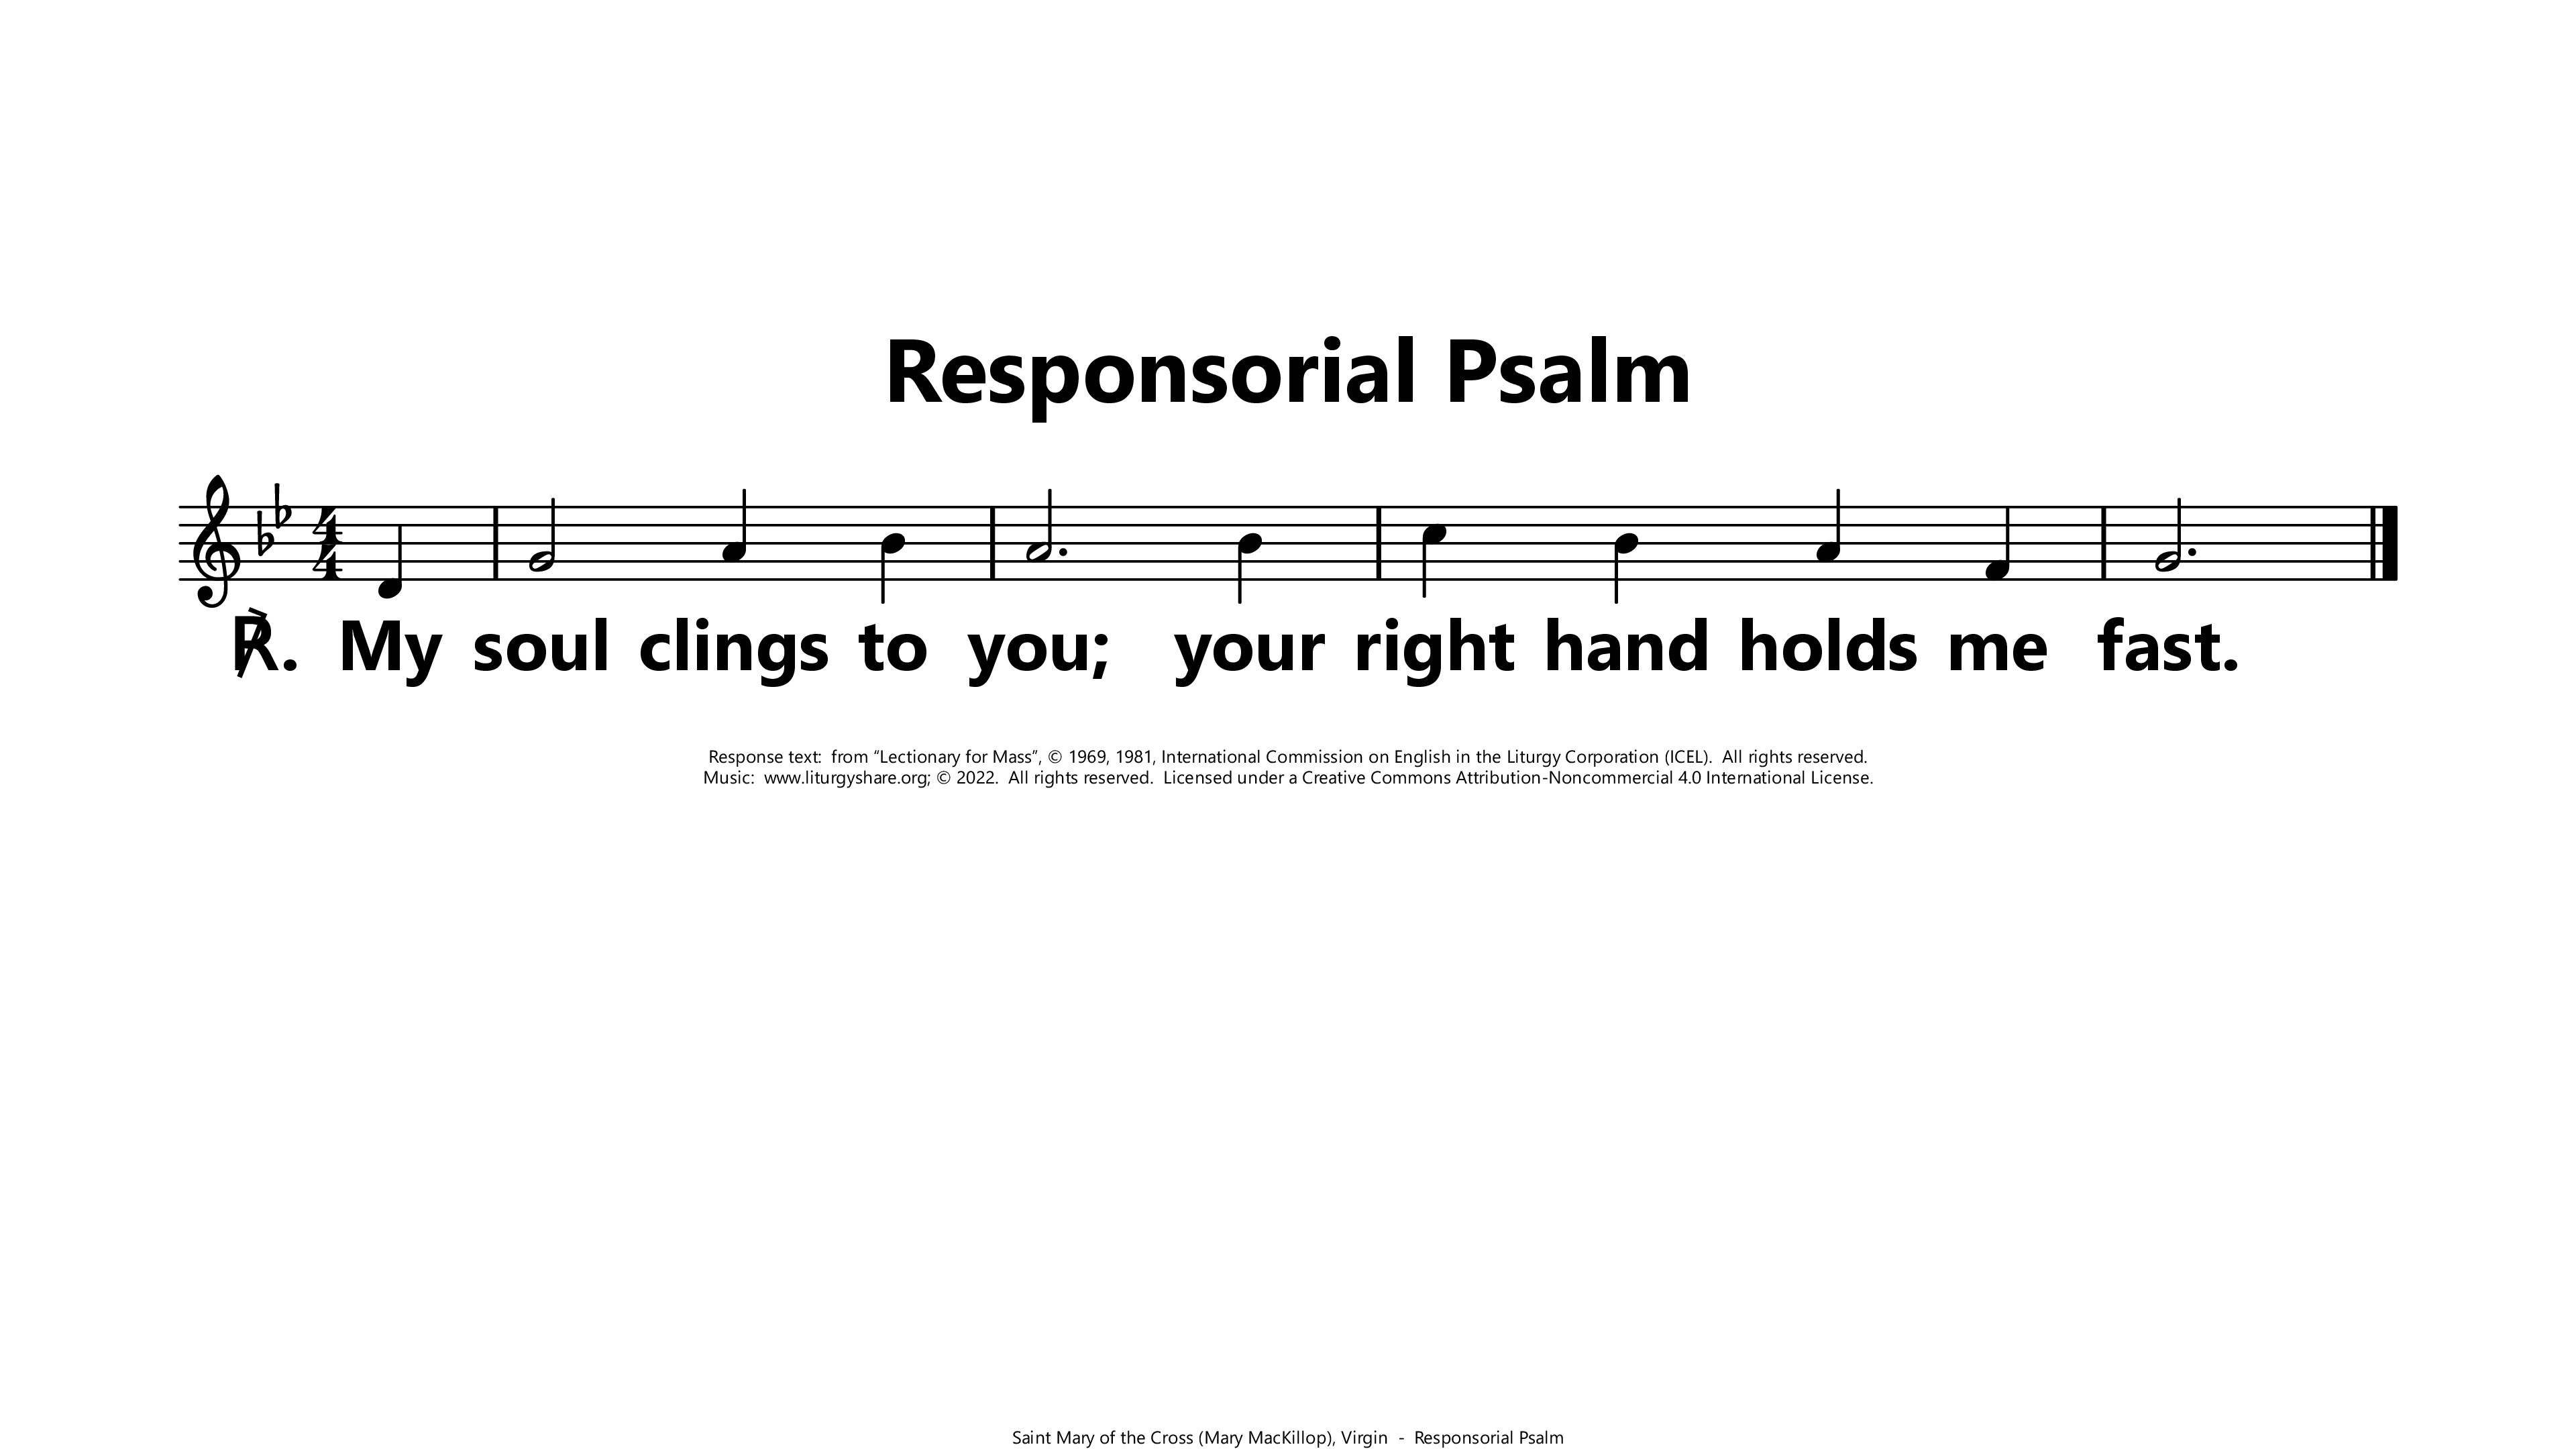 Responsorial Psalm
℟. My soul clings to you; your right hand holds me fast.
Response text: from “Lectionary for Mass”, © 1969, 1981, International Commission on English in the Liturgy Corporation (ICEL). All rights reserved.
Music: www.liturgyshare.org; © 2022. All rights reserved. Licensed under a Creative Commons Attribution-Noncommercial 4.0 International License.
Saint Mary of the Cross (Mary MacKillop), Virgin - Responsorial Psalm